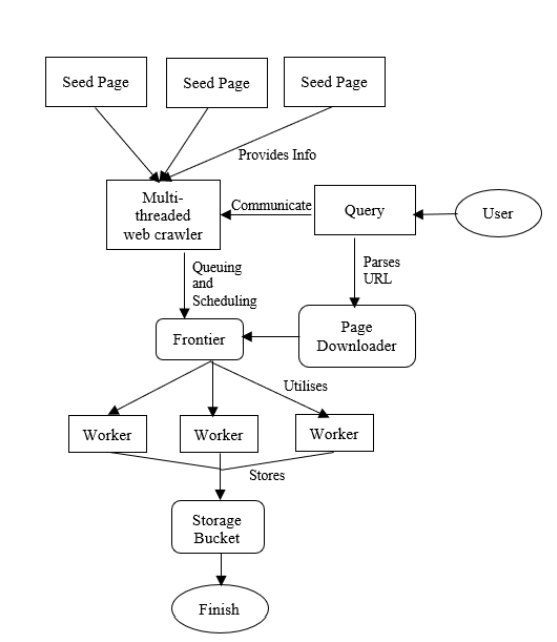 Seed Page
Seed Page
Seed Page
Provides Info
Multi-
threaded
web crawler
Communicate
Query
User
Queuing
and
Scheduling
Parses
URL
Frontier
Page
Downloader
Utilises
Worker
Worker
Worker
Stores
Storage
Bucket
Finish